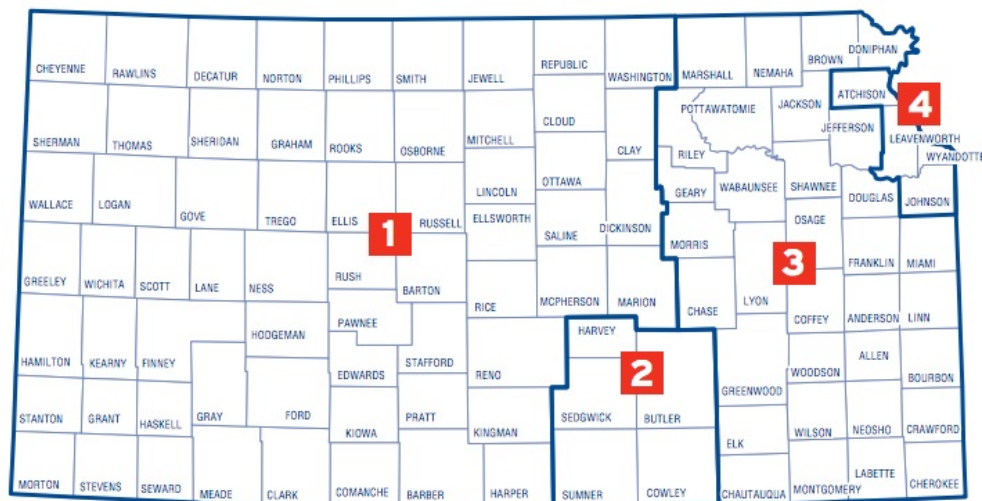 CHEYENNE
RAWLINS
DECATUR
NORTON
PHILLIPS
SMITH
JEWELL
REPUBLIC
WASHINGTON
MARSHALL
NEMAHA
BROWN
DONIPHAN
SHERMAN
THOMAS
SHERIDAN
GRAHAM
ROOKS
OSBORNE
MITCHELL
CLOUD
CLAY
POTTAWATOMIE
JACKSON
ATCHISON
4
JEFFERSON
LEAVENWORTH
WYANDOTTE
RILEY
WALLACE
LOGAN
GOVE
TREGO
ELLIS
1
RUSSELL
LINCOLN
ELLSWORTH
OTTAWA
SALINE
DICKINSON
GEARY
WABAUNSEE
SHAWNEE
DOUGLAS
JOHNSON
MORRIS
OSAGE
3
GREELEY
WICHITA
SCOTT
LANE
NESS
RUSH
BARTON
RICE
MCPHERSON
MARION
CHASE
LYON
FRANKLIN
MIAMI
COFFEY
ANDERSON
LINN
HAMILTON
KEARNY
FINNEY
HODGEMAN
PAWNEE
EDWARDS
STAFFORD
RENO
HARVEY
2
GREENWOOD
WOODSON
ALLEN
BOURBON
STANTON
GRANT
HASKELL
GRAY
FORD
KIOWA
PRATT
KINGMAN
SEDGWICK
BUTLER
ELK
WILSON
NEOSHO
CRAWFORD
MORTON
STEVENS
SEWARD
MEADE
CLARK
COMANCHE
BARBER
HARPER
SUMNER
COWLEY
CHAUTAUQUA
MONTGOMERY
LABETTE
CHEROKEE